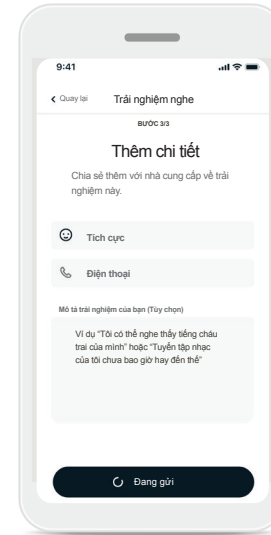 9:41
Quay lại Trải nghiệm nghe
BƯỚC 3/3
Thêm chi tiết
Chia sẻ thêm với nhà cung cấp về trải
nghiệm này.
Tích cực
Điện thoại
Mô tả trải nghiệm của bạn (Tùy chọn)
Ví dụ "Tôi có thể nghe thấy tiếng cháu
trai của mình" hoặc "Tuyển tập nhạc
của tôi chưa bao giờ hay đến thế"
Đang gửi